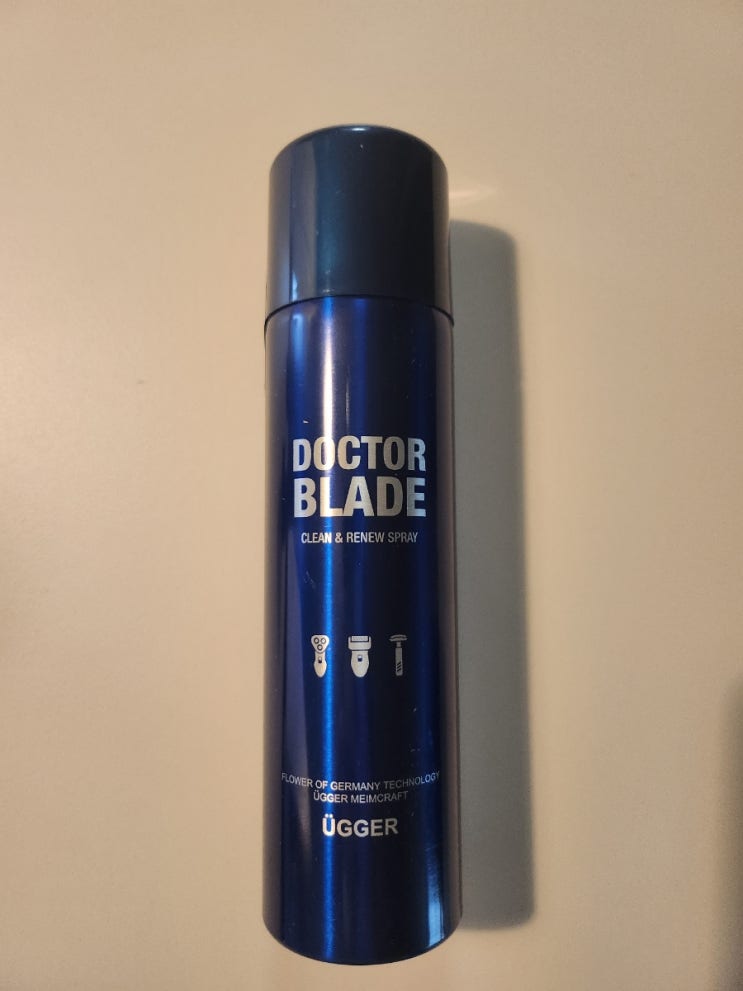 DOCTOR
BLADE
CLEAN & RENEW SPRAY
FLOWER OF GERMANY TECHNOLOGY
ÜGGER MEIMCRAFT
ÜGGER